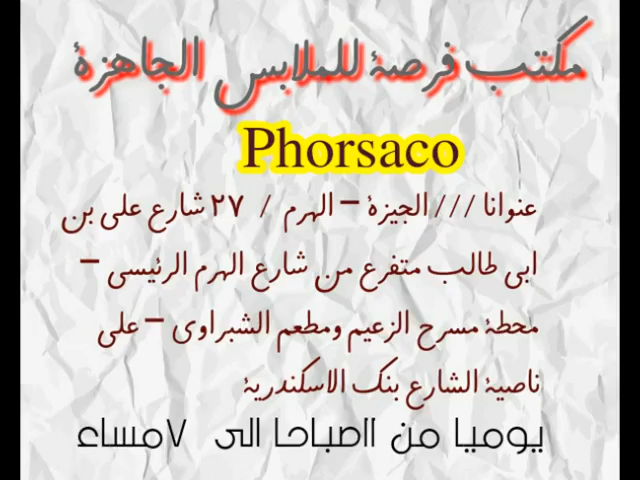 مكتب فرصة للملابس الجاهزة
Phorsaco
عنوانا /// الجيزة – الهرم / ٢٧ شارع على بن
ابى طالب متفرع من شارع الهرم الرئيسى –
محطة مسرح الزعيم ومطعم الشبراوى – على
ناصية الشارع بنك الاسكندرية
يوميا من ١١صباحا الى ٧مساء